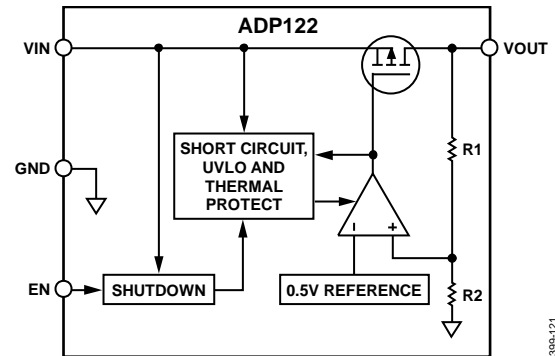 ADP122
VIN
VOUT
SHORT CIRCUIT,
UVLO AND
THERMAL
PROTECT
R1
GND
EN
SHUTDOWN
0.5V REFERENCE
R2